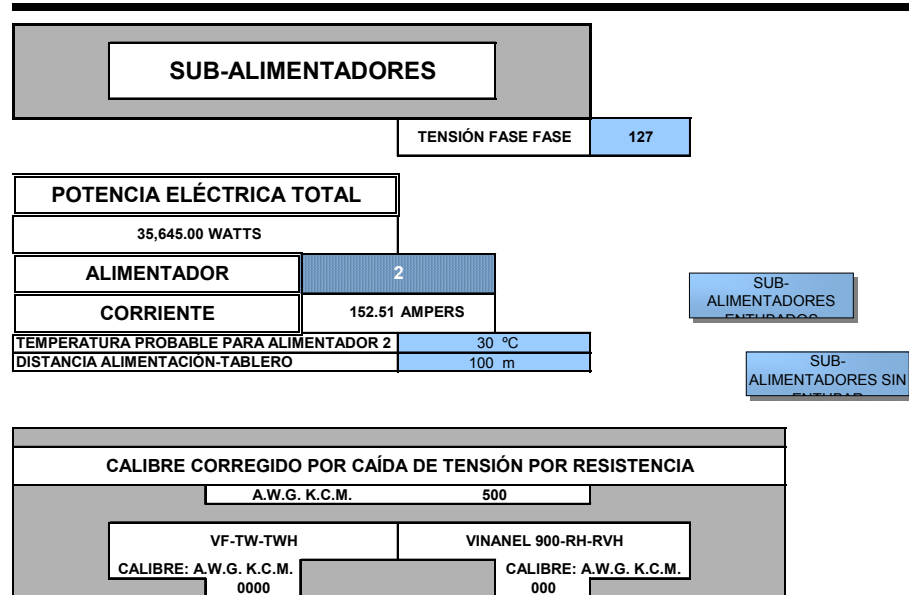 SUB-ALIMENTADORES
TENSIÓN FASE FASE 127
POTENCIA ELÉCTRICA TOTAL
35,645.00 WATTS
ALIMENTADOR 2
CORRIENTE 152.51 AMPERS
TEMPERATURA PROBABLE PARA ALIMENTADOR 2 30 ºC
DISTANCIA ALIMENTACIÓN-TABLERO 100 m
SUB-
ALIMENTADORES
ENTUBADOS
SUB-
ALIMENTADORES SIN
ENTUBAR
CALIBRE CORREGIDO POR CAÍDA DE TENSIÓN POR RESISTENCIA
A.W.G. K.C.M. 500
VF-TW-TWH VINANEL 900-RH-RVH
CALIBRE: A.W.G. K.C.M. CALIBRE: A.W.G. K.C.M.
0000 000